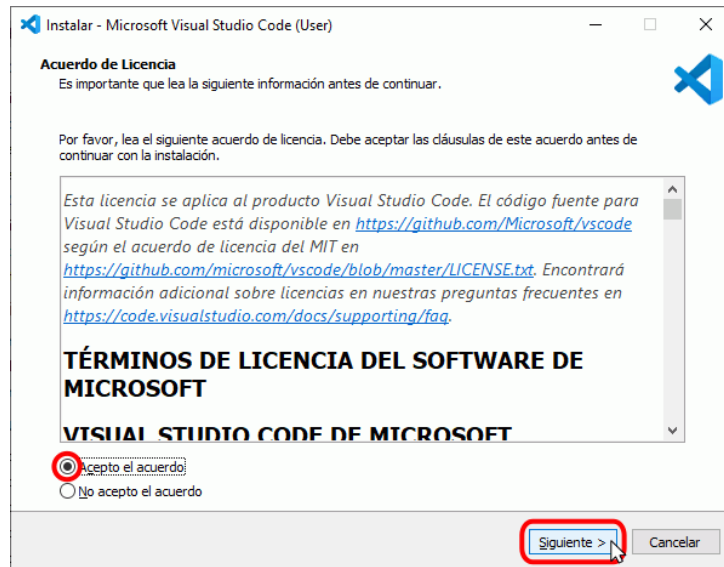 Instalar - Microsoft Visual Studio Code (User)
Acuerdo de Licencia
Es importante que lea la siguiente información antes de continuar.
Por favor, lea el siguiente acuerdo de licencia. Debe aceptar las cláusulas de este acuerdo antes de
continuar con la instalación.
Esta licencia se aplica al producto Visual Studio Code. El código fuente para
Visual Studio Code está disponible en https://github.com/Microsoft/vscode
según el acuerdo de licencia del MIT en
https://github.com/microsoft/vscode/blob/master/LICENSE.txt. Encontrará
información adicional sobre licencias en nuestras preguntas frecuentes en
https://code.visualstudio.com/docs/supporting/faq.
TÉRMINOS DE LICENCIA DEL SOFTWARE DE
MICROSOFT
VISUAL STUDIO CODE DE MICROSOFT
Acepto el acuerdo
No acepto el acuerdo
Siguiente >
Cancelar